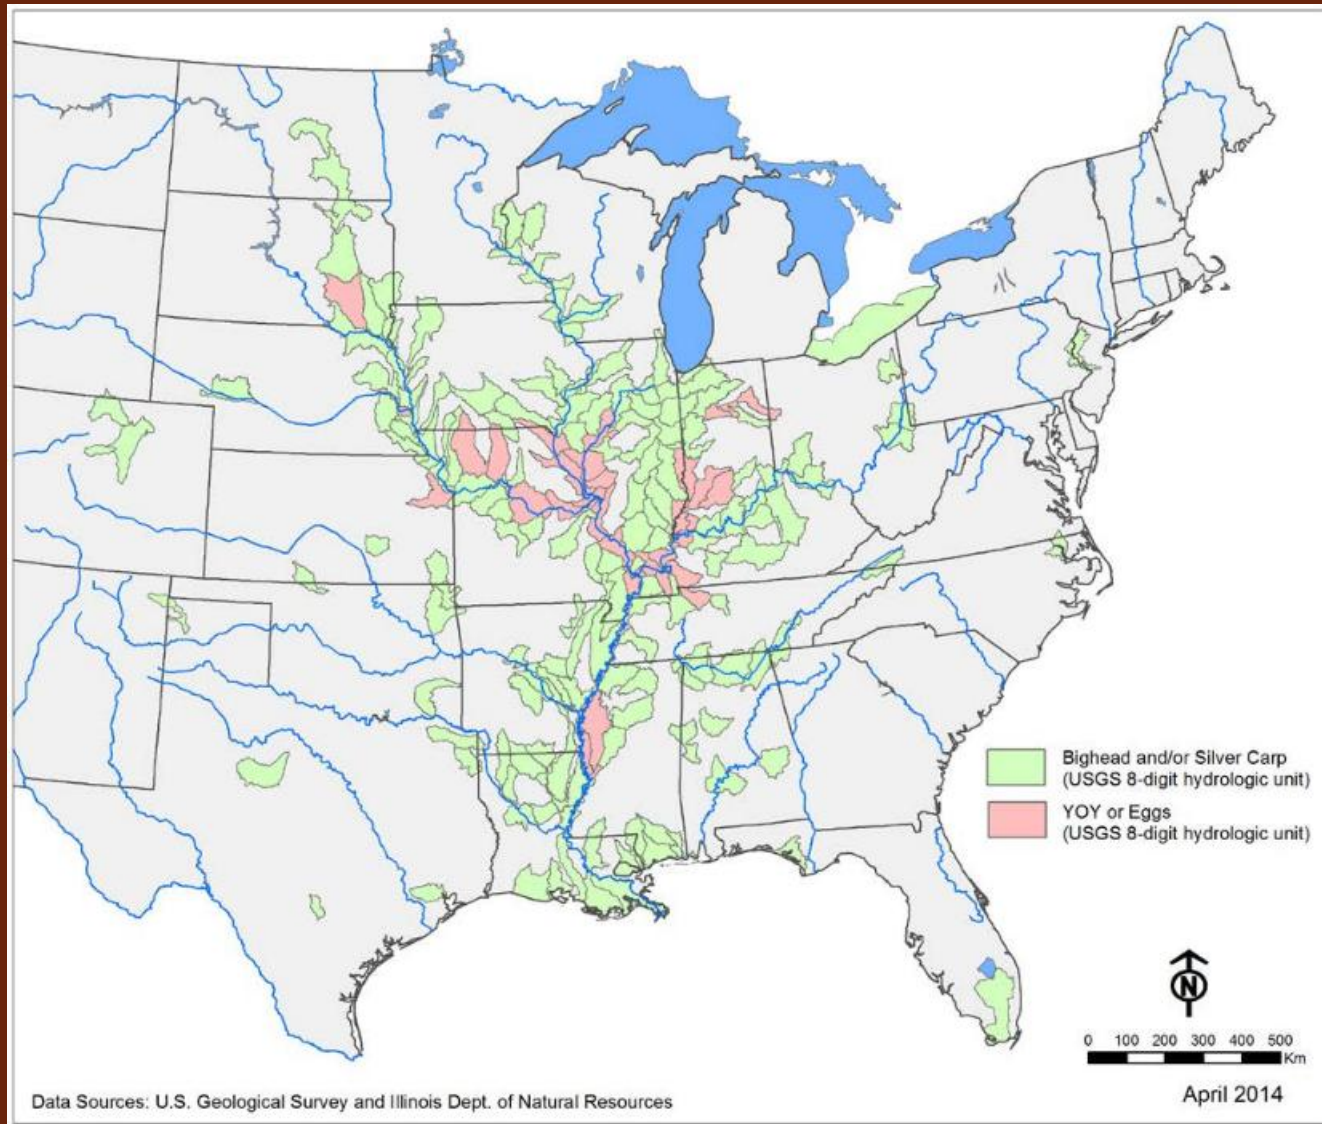 Bighead and/or Silver Carp
(USGS 8-digit hydrologic unit)
YOY or Eggs
(USGS 8-digit hydrologic unit)
N
0 100 200 300 400 500
Km
April 2014
Data Sources: U.S. Geological Survey and Illinois Dept. of Natural Resources